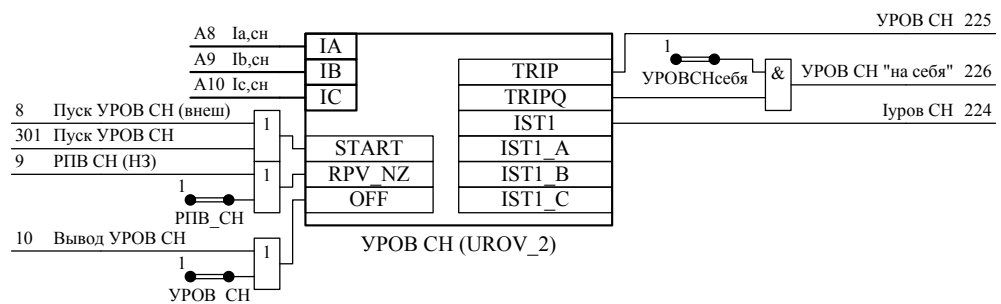 УРОВ СН 225
A8 Ia,сн
IA
1
A9 Ib,сн
IB
TRIP
УРОВСНсебя
&
УРОВ СН "на себя" 226
A10 Ic,сн
IC
TRIPQ
8 Пуск УРОВ СН (внеш)
1
IST1
Iуров СН 224
301 Пуск УРОВ СН
START
IST1_A
9 РПВ СН (НЗ)
1
RPV_NZ
IST1_B
1
OFF
IST1_C
РПВ_СН
10 Вывод УРОВ СН
1
УРОВ СН (UROV_2)
1
УРОВ_СН